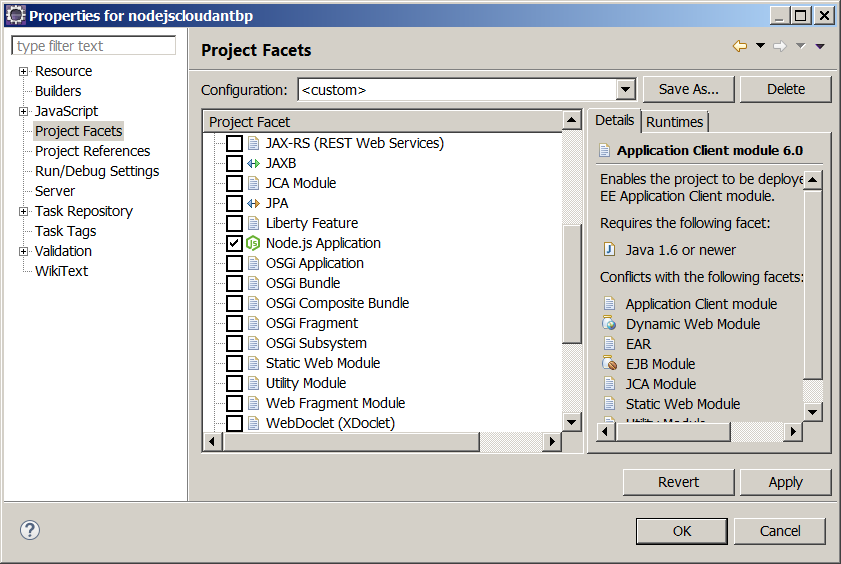 Properties for nodejscloudantbp
type filter text
Resource
Builders
JavaScript
Project Facets
Project References
Run/Debug Settings
Server
Task Repository
Task Tags
Validation
WikiText
Project Facets
Configuration: <custom> Save As... Delete
Project Facet
JAX-RS (REST Web Services)
JAXB
JCA Module
JPA
Liberty Feature
Node.js Application
OSGi Application
OSGi Bundle
OSGi Composite Bundle
OSGi Fragment
OSGi Subsystem
Static Web Module
Utility Module
Web Fragment Module
WebDoclet (XDoclet)
Details Runtimes
Application Client module 6.0
Enables the project to be deploye
EE Application Client module.
Requires the following facet:
Java 1.6 or newer
Conflicts with the following facets:
Application Client module
Dynamic Web Module
EAR
EJB Module
JCA Module
Static Web Module
Utility Module
Revert Apply
OK Cancel